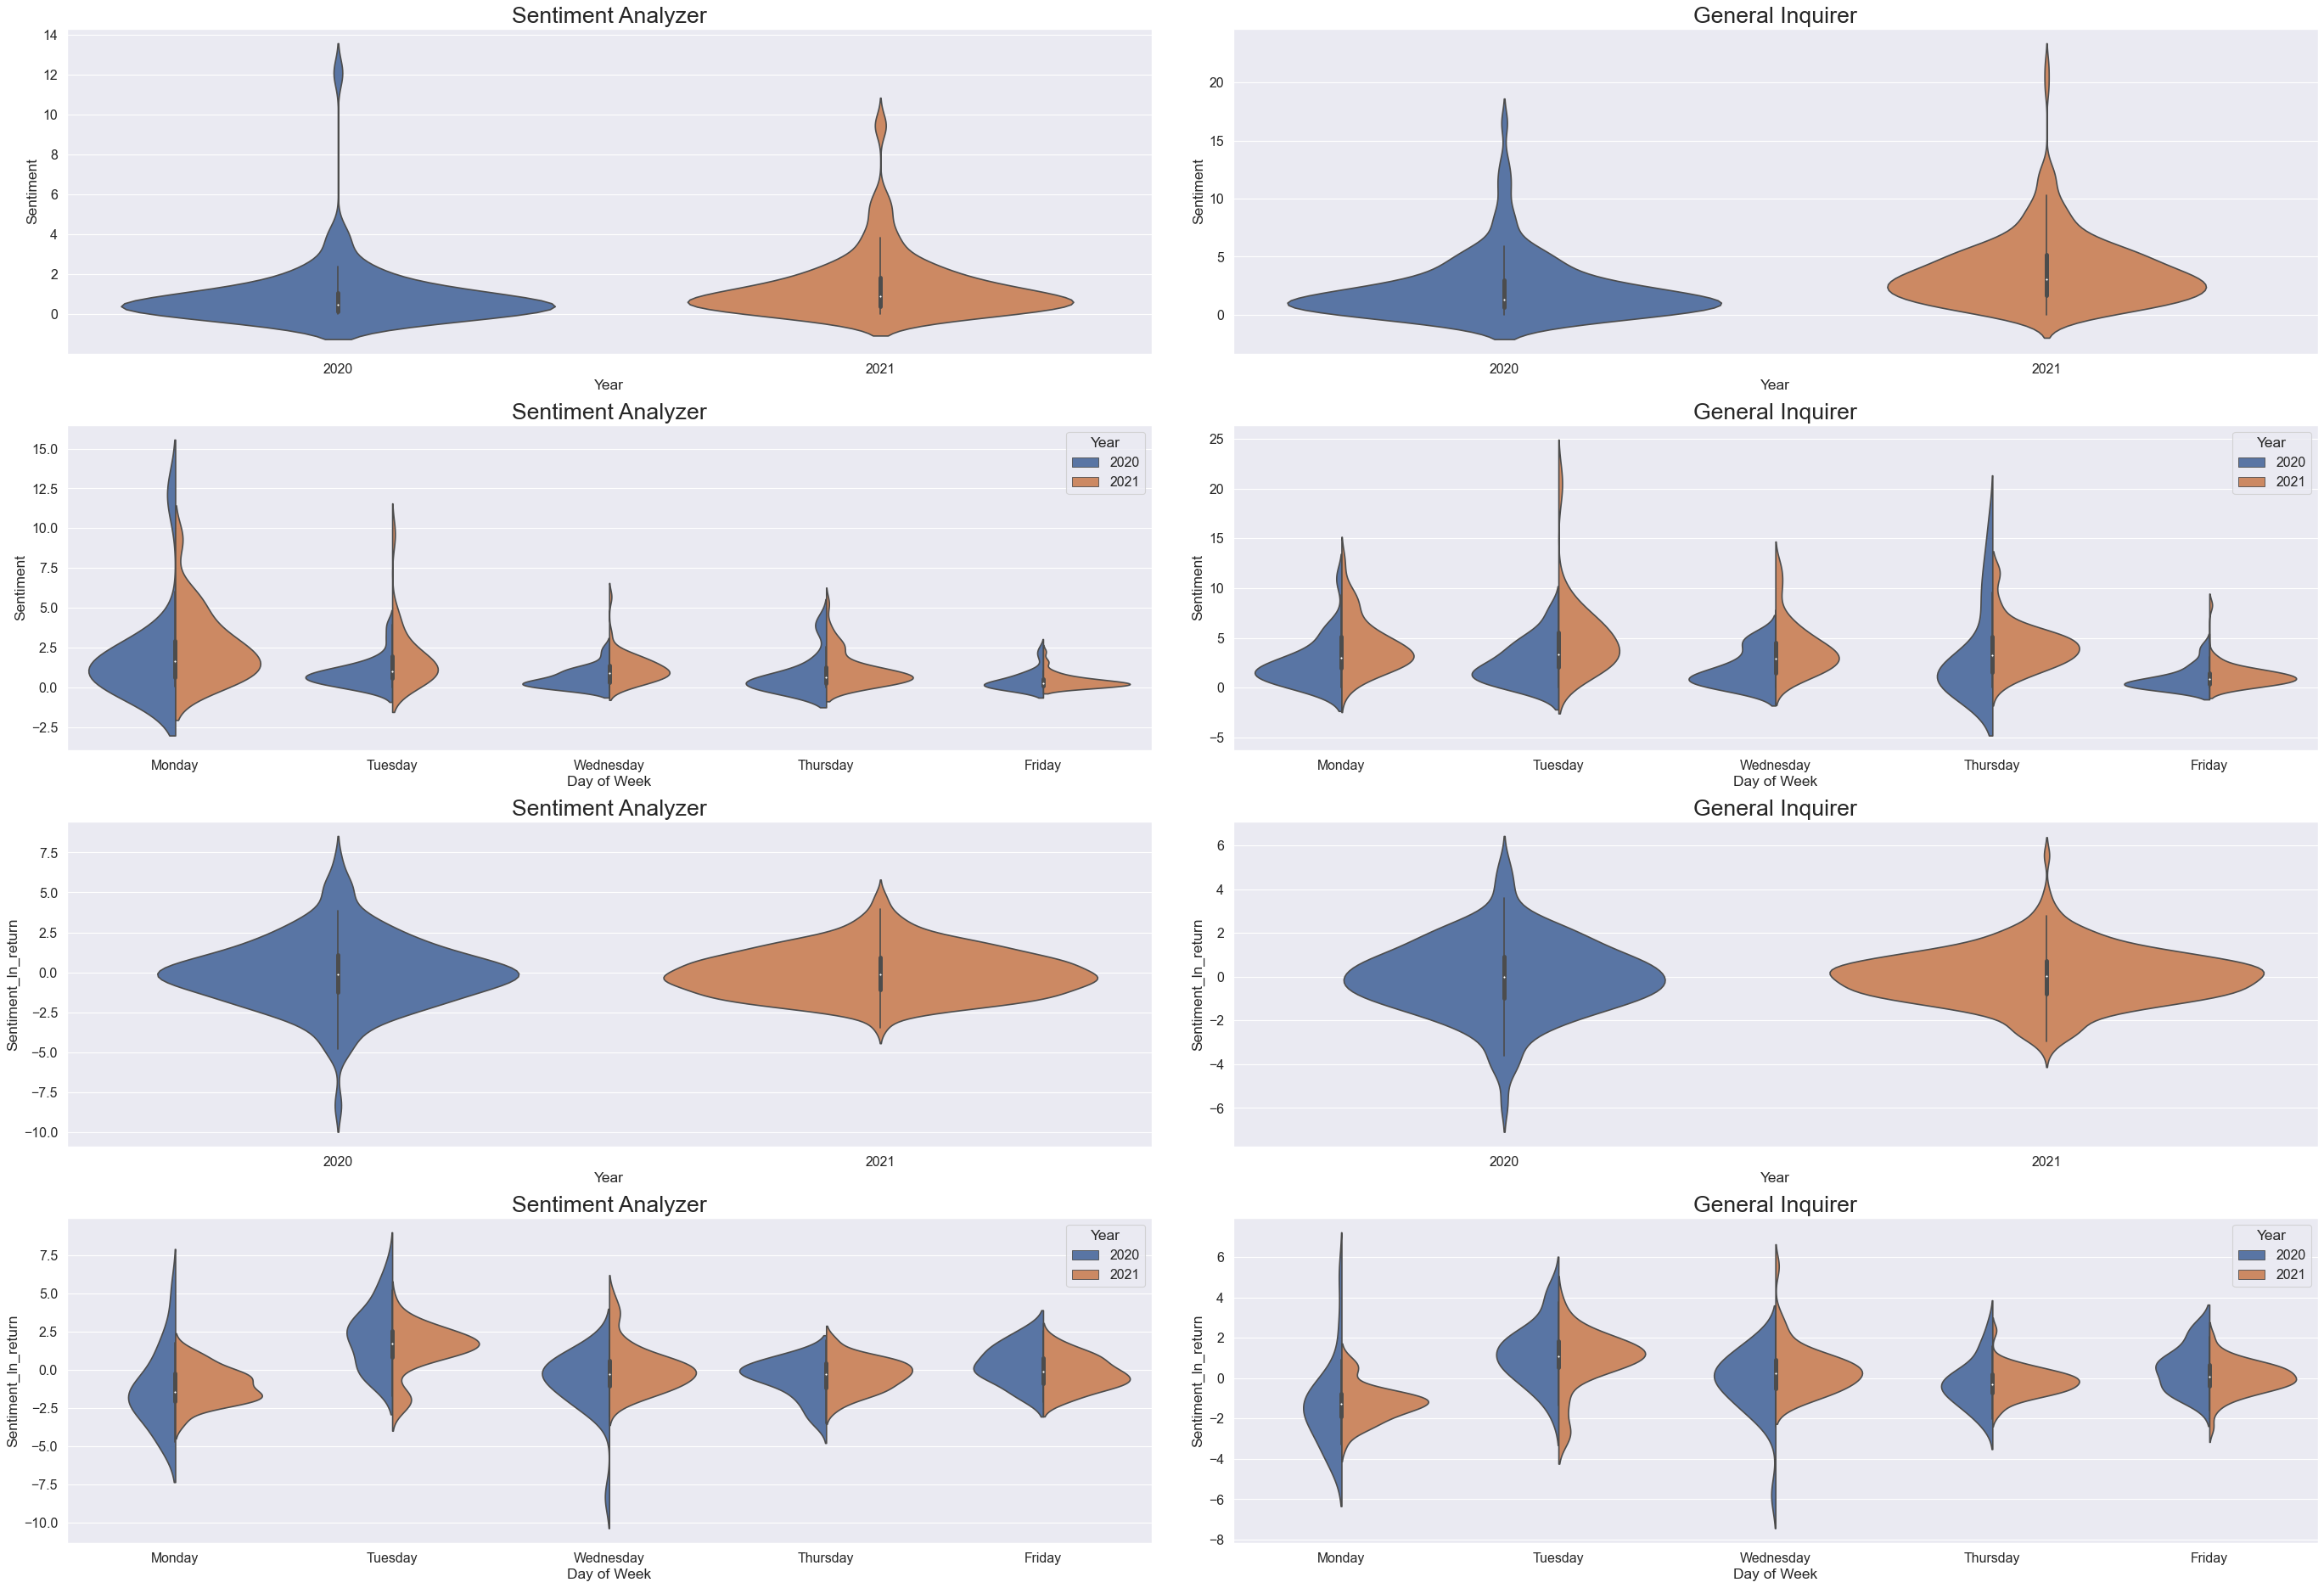 Sentiment Analyzer
14
12
10
8
6
4
2
0
Sentiment
2020
2021
Year
General Inquirer
20
15
10
5
0
Sentiment
2020
2021
Year
Sentiment Analyzer
15.0
12.5
10.0
7.5
5.0
2.5
0.0
−2.5
Sentiment
Year
2020
2021
Monday
Tuesday
Wednesday
Thursday
Friday
Day of Week
General Inquirer
25
20
15
10
5
0
−5
Sentiment
Year
2020
2021
Monday
Tuesday
Wednesday
Thursday
Friday
Day of Week
Sentiment Analyzer
7.5
5.0
2.5
0.0
−2.5
−5.0
−7.5
−10.0
Sentiment_ln_return
2020
2021
Year
General Inquirer
6
4
2
0
−2
−4
−6
Sentiment_ln_return
2020
2021
Year
Sentiment Analyzer
7.5
5.0
2.5
0.0
−2.5
−5.0
−7.5
−10.0
Sentiment_ln_return
Year
2020
2021
Monday
Tuesday
Wednesday
Thursday
Friday
Day of Week
General Inquirer
6
4
2
0
−2
−4
−6
−8
Sentiment_ln_return
Year
2020
2021
Monday
Tuesday
Wednesday
Thursday
Friday
Day of Week